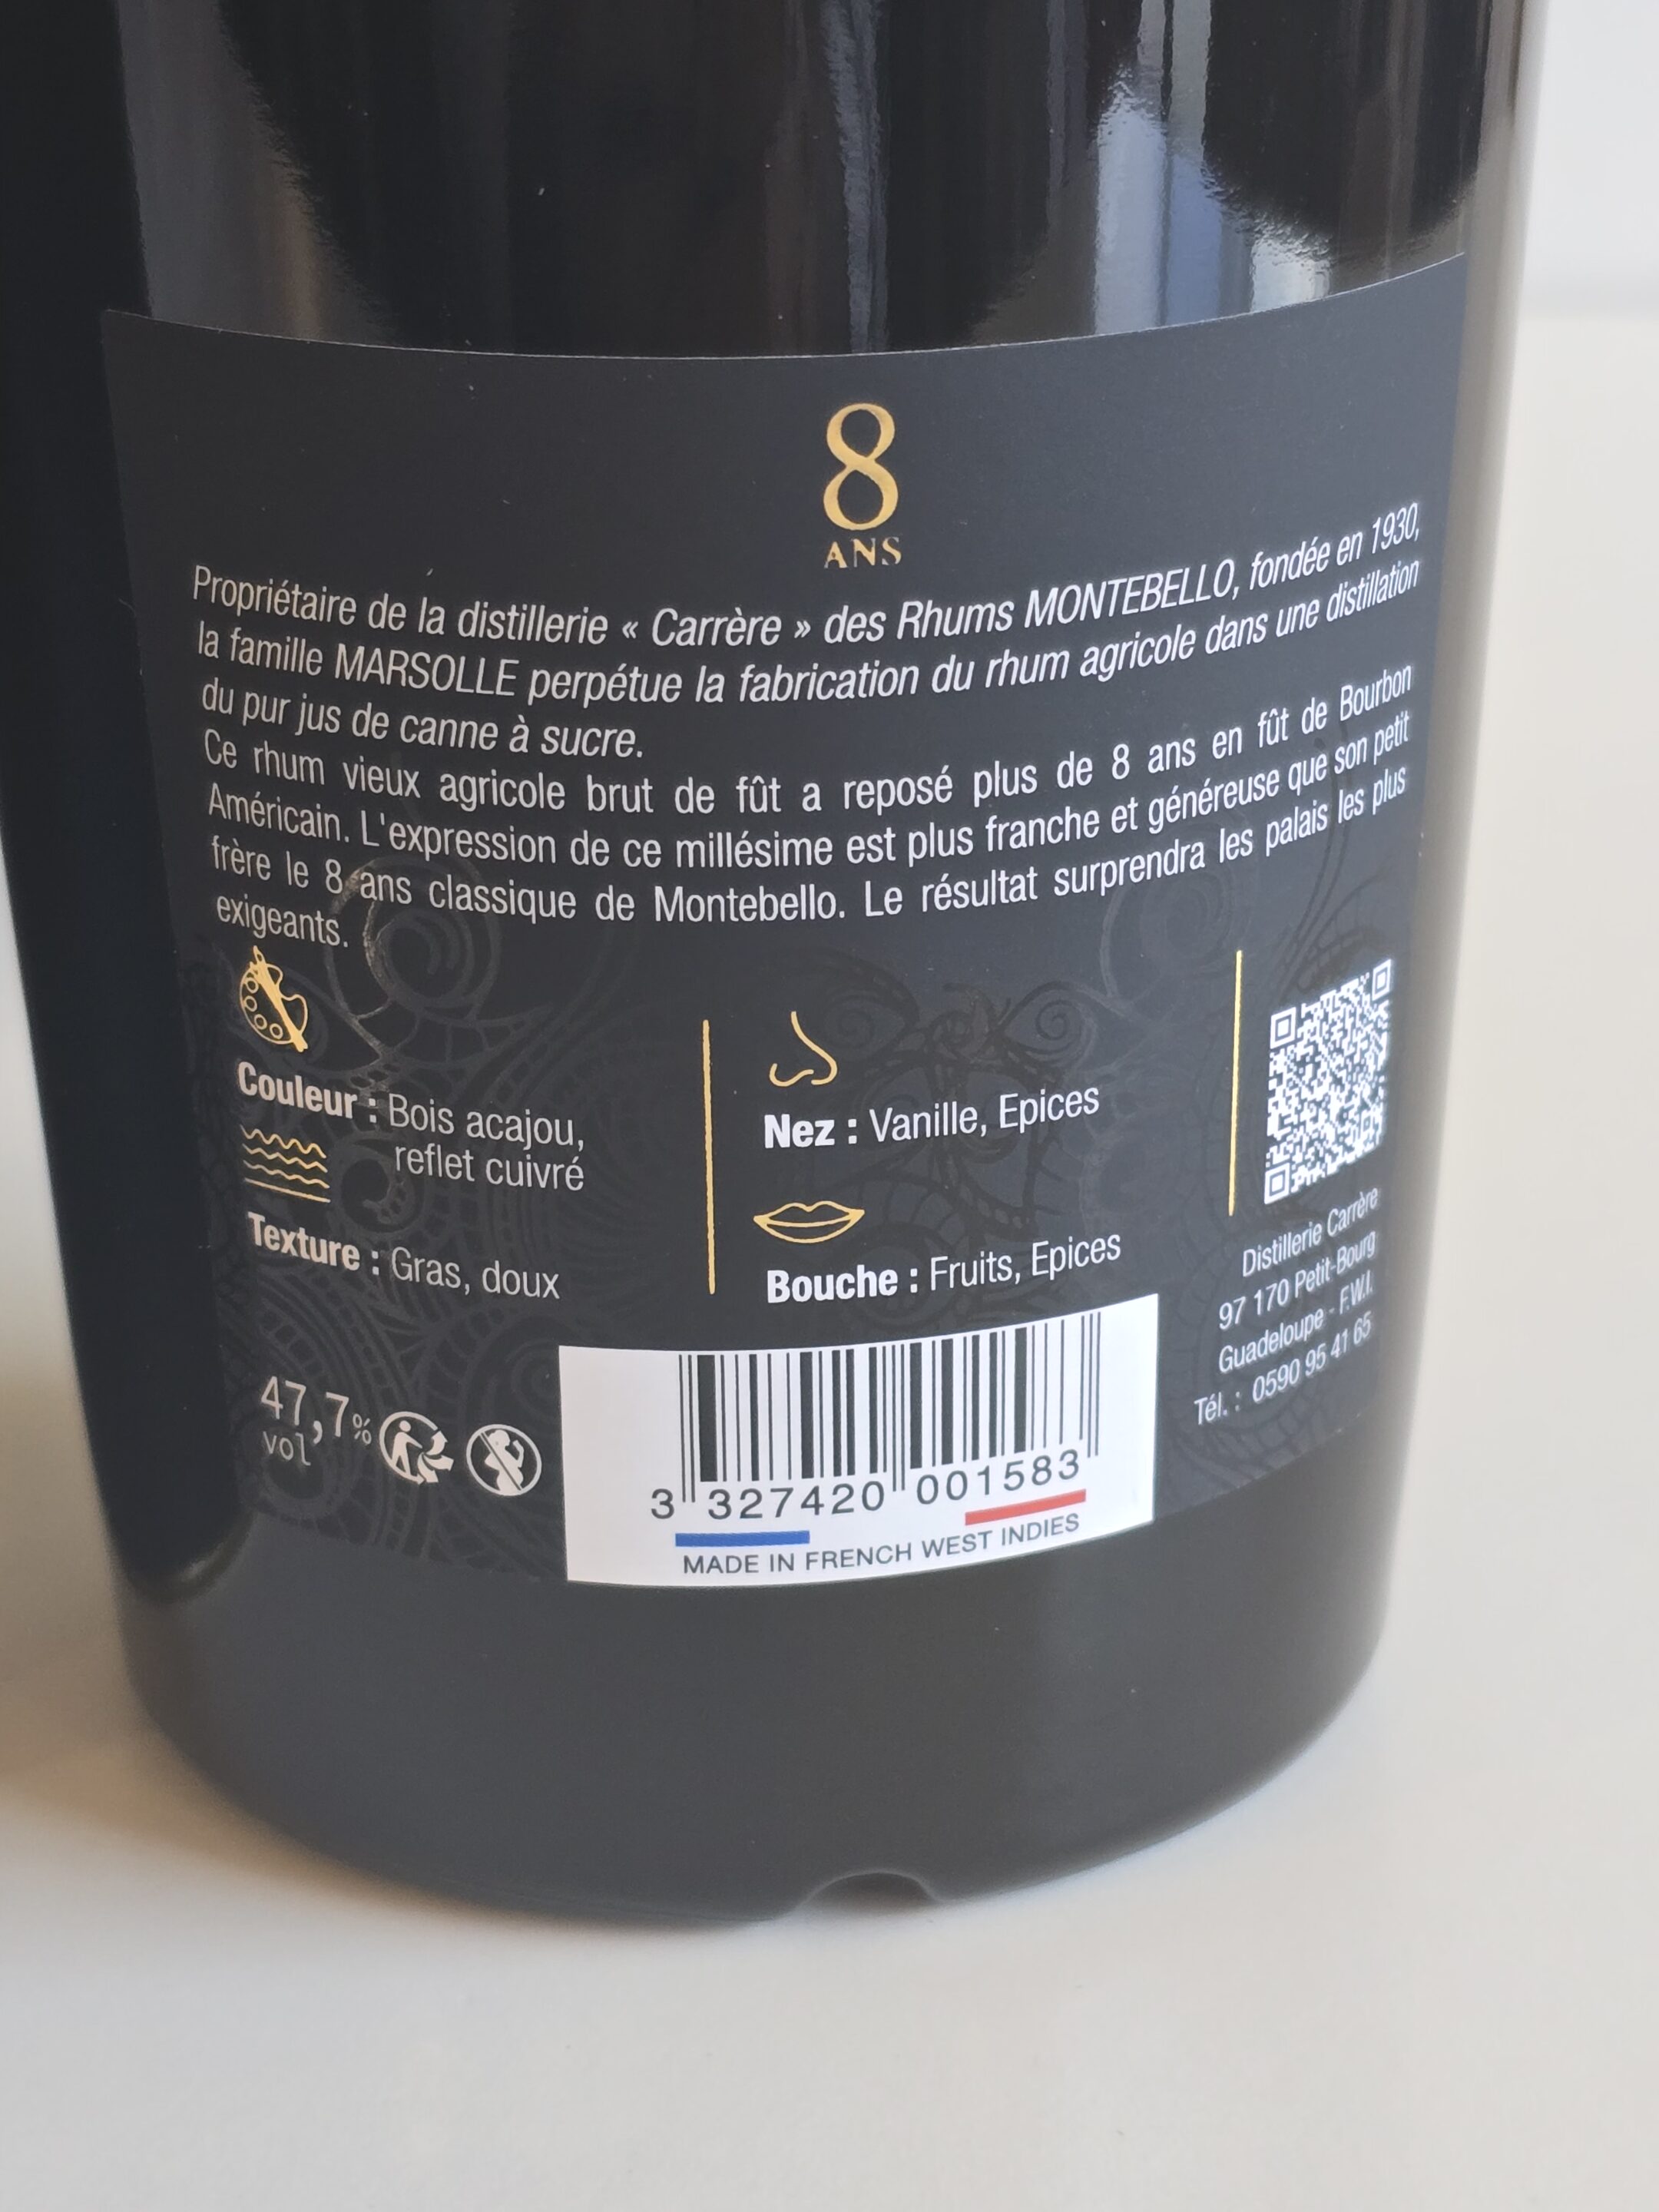 8
ANS
Propriétaire de la distillerie « Carrère » des Rhums MONTEBELLO, fondée en 1930,
la famille MARSOLLE perpétue la fabrication du rhum agricole dans une distillation
du pur jus de canne à sucre.
Ce rhum vieux agricole brut de fût a reposé plus de 8 ans en fût de Bourbon
Américain. L'expression de ce millésime est plus franche et généreuse que son petit
frère le 8 ans classique de Montebello. Le résultat surprendra les palais les plus
exigeants.
Couleur : Bois acajou,
reflet cuivré
Texture : Gras, doux
Nez : Vanille, Epices
Bouche : Fruits, Epices
Distillerie Carrère
97 170 Petit-Bourg
Guadeloupe - F.W.I.
Tél. : 0590 95 41 65
47,7%
vol
3 327420 001583
MADE IN FRENCH WEST INDIES